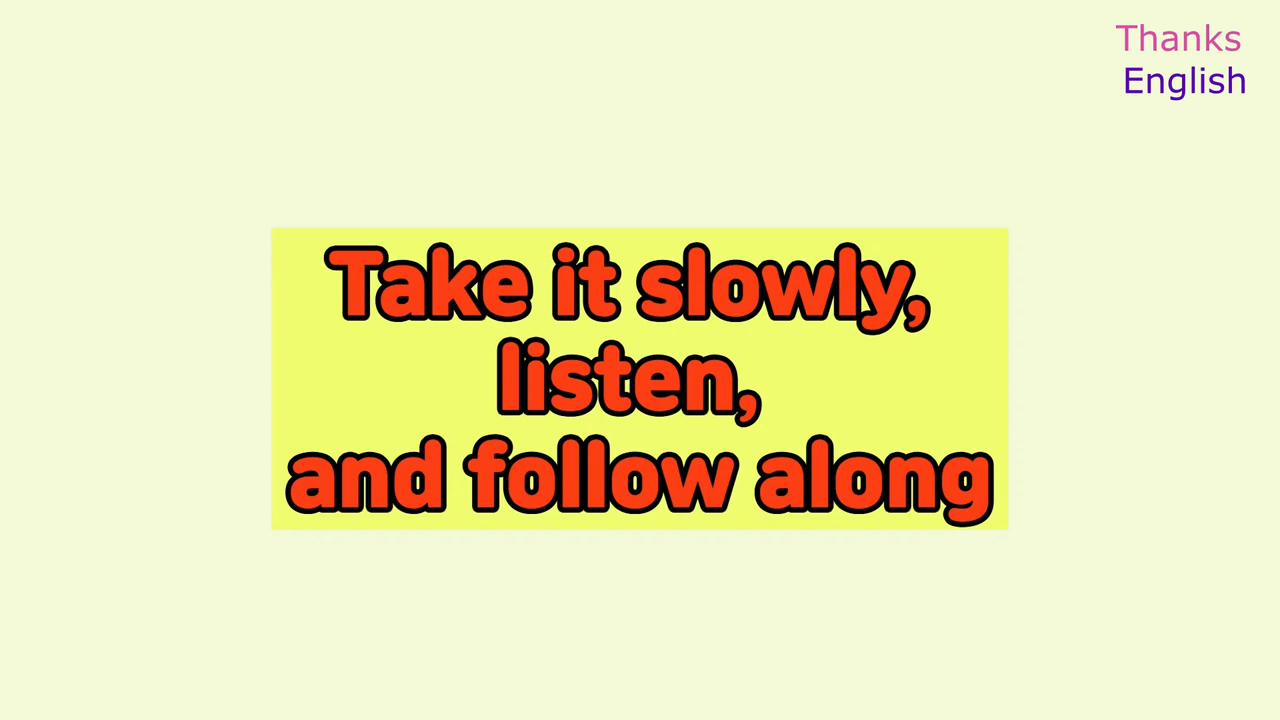 Thanks
English
Take it slowly,
listen,
and follow along